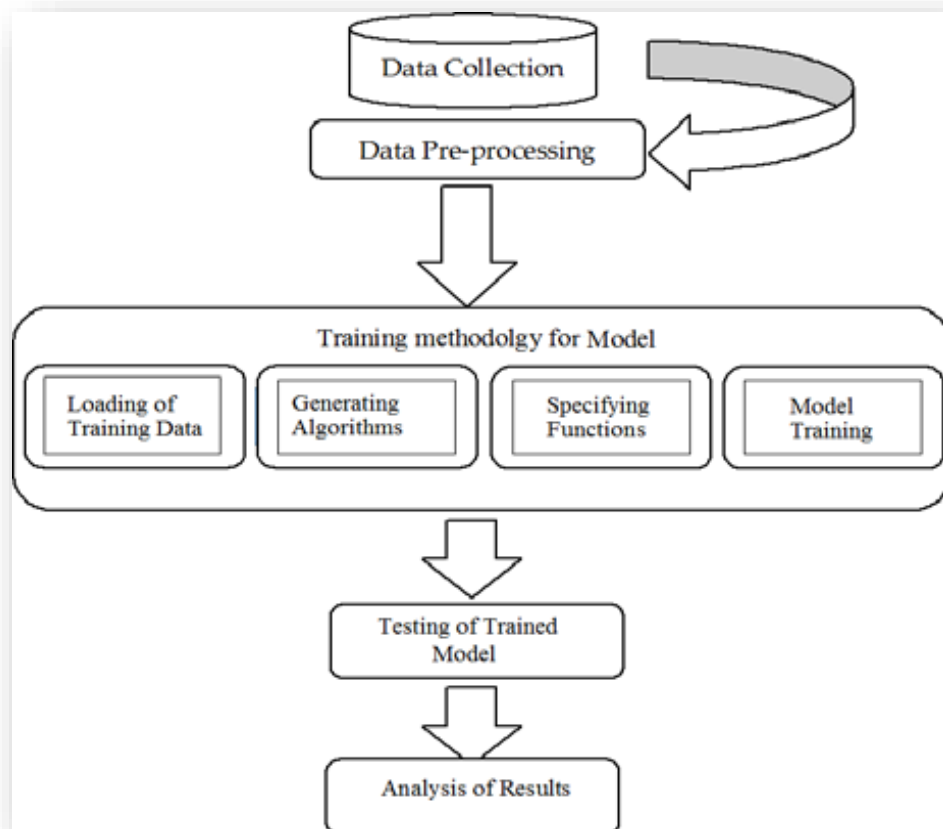 Data Collection
Data Pre-processing
Training methodolgy for Model
Loading of
Training Data
Generating
Algorithms
Specifying
Functions
Model
Training
Testing of Trained
Model
Analysis of Results